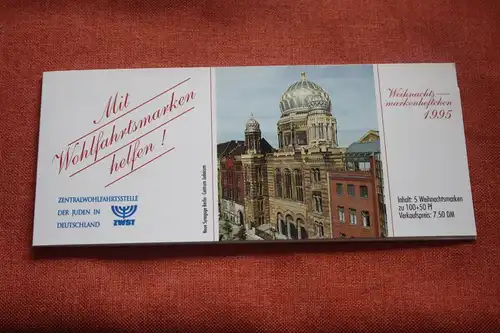 Mit
Wohlfahrtsmarken
helfen !
ZENTRALWOHLFAHRTSSTELLE
DER JUDEN IN
DEUTSCHLAND
ZWST
Neue Synagoge Berlin - Centrum Judaicum
Weihnachts-
markenheftchen
1995
Inhalt: 5 Weihnachtsmarken
zu 100+50 Pf
Verkaufspreis: 7.50 DM